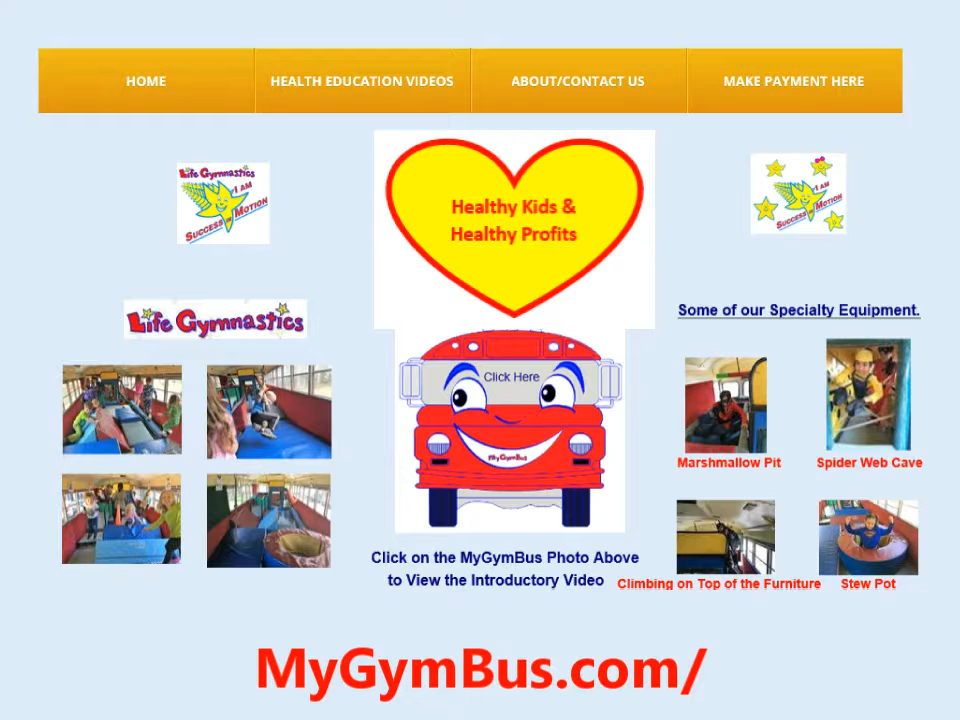 HOME
HEALTH EDUCATION VIDEOS
ABOUT/CONTACT US
MAKE PAYMENT HERE
Life Gymnastics
I AM
SUCCESS IN MOTION
Healthy Kids &
Healthy Profits
I AM
SUCCESS IN MOTION
Life Gymnastics
Some of our Specialty Equipment.
Click Here
MyGymBus
Marshmallow Pit
Spider Web Cave
Click on the MyGymBus Photo Above
to View the Introductory Video
Climbing on Top of the Furniture
Stew Pot
MyGymBus.com/